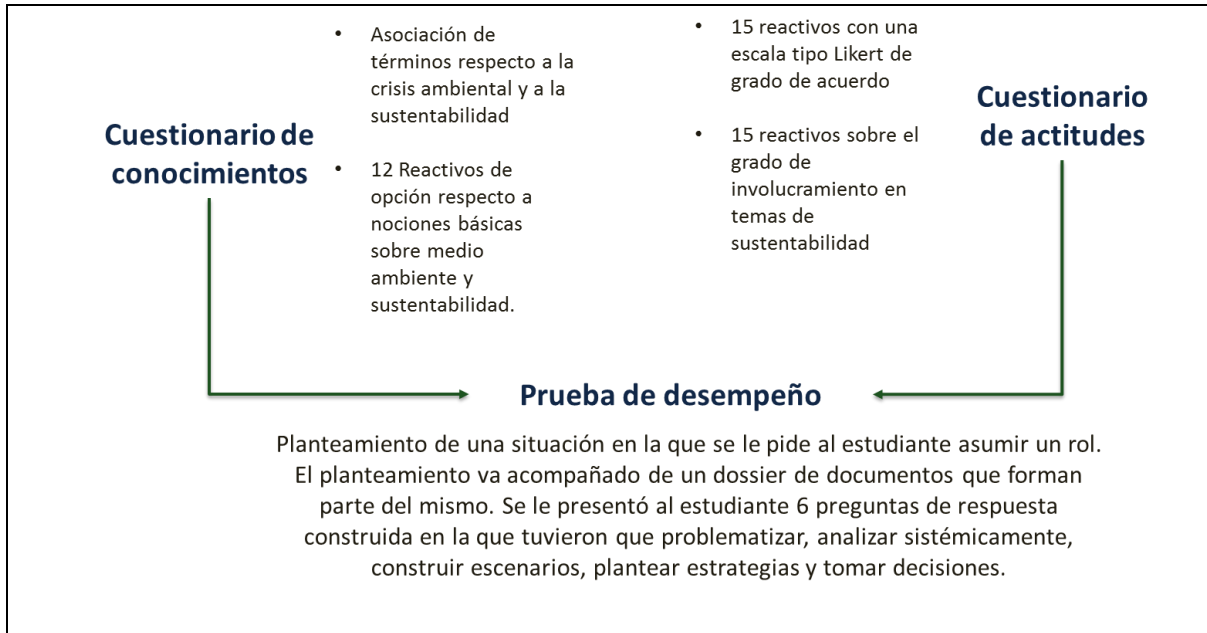 Cuestionario de
conocimientos
• Asociación de
términos respecto a la
crisis ambiental y a la
sustentabilidad
• 12 Reactivos de
opción respecto a
nociones básicas
sobre medio
ambiente y
sustentabilidad.
• 15 reactivos con una
escala tipo Likert de
grado de acuerdo
• 15 reactivos sobre el
grado de
involucramiento en
temas de
sustentabilidad
Cuestionario
de actitudes
Prueba de desempeño
Planteamiento de una situación en la que se le pide al estudiante asumir un rol.
El planteamiento va acompañado de un dossier de documentos que forman
parte del mismo. Se le presentó al estudiante 6 preguntas de respuesta
construida en la que tuvieron que problematizar, analizar sistémicamente,
construir escenarios, plantear estrategias y tomar decisiones.